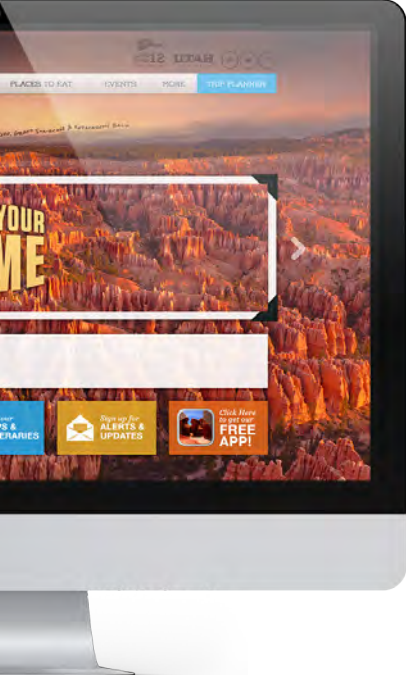 UTAH
PLACES TO EAT EVENTS MORE TRIP PLANNER
YOUR
ME
ERARIES
Sign up for
ALERTS &
UPDATES
Click Here
to get our
FREE
APP!